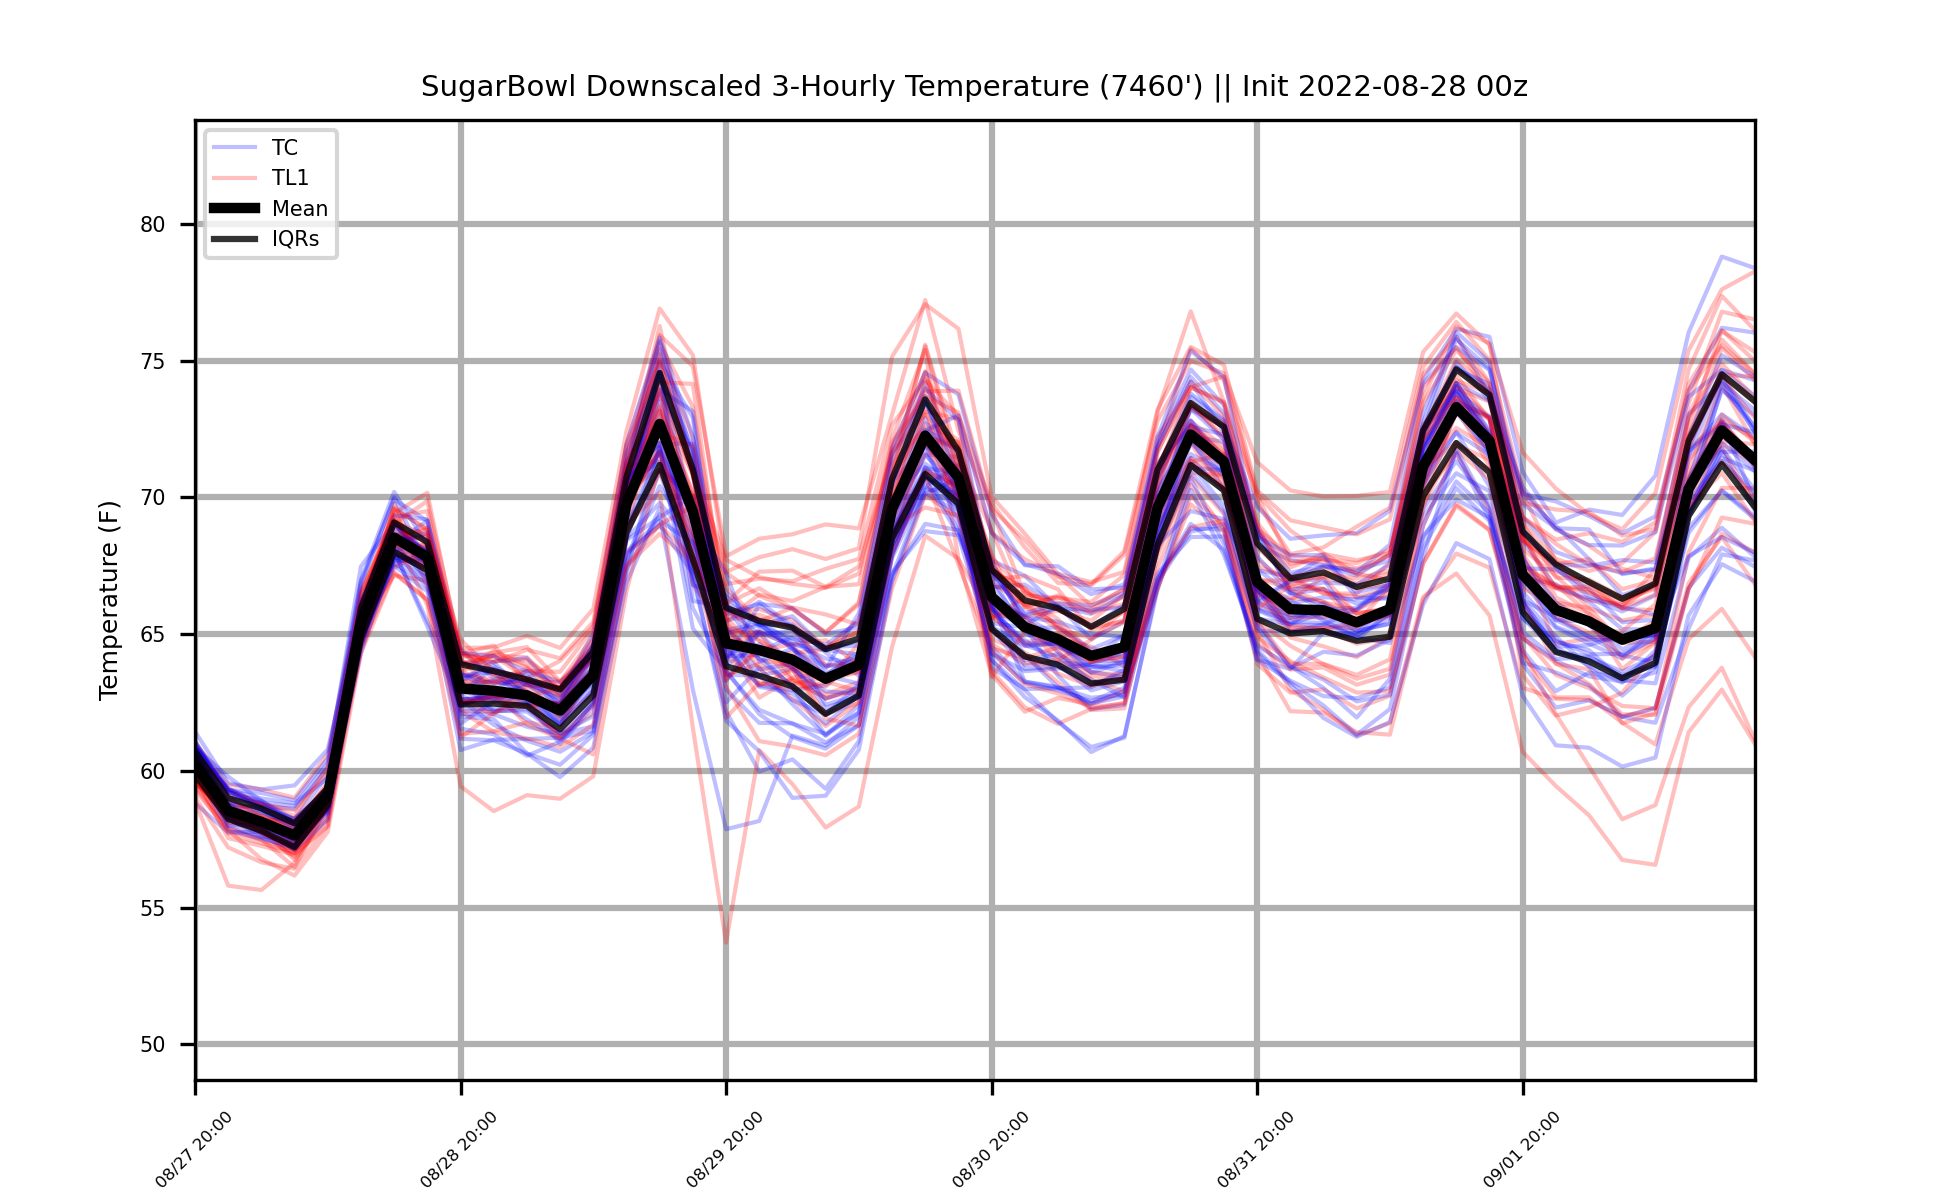 SugarBowl Downscaled 3-Hourly Temperature (7460') || Init 2022-08-28 00z
TC
TL1
Mean
IQRs
Temperature (F)
80
75
70
65
60
55
50
08/27 20:00
08/28 20:00
08/29 20:00
08/30 20:00
08/31 20:00
09/01 20:00